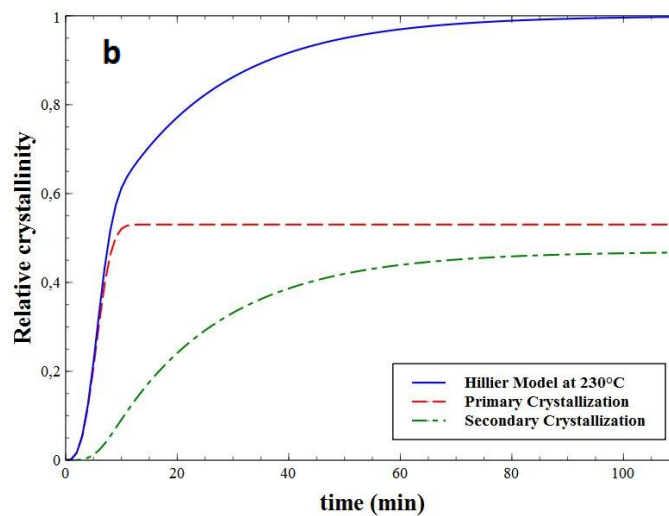 b
1
0,8
0,6
0,4
0,2
0
Relative crystallinity
0 20 40 60 80 100
time (min)
Hillier Model at 230°C
Primary Crystallization
Secondary Crystallization